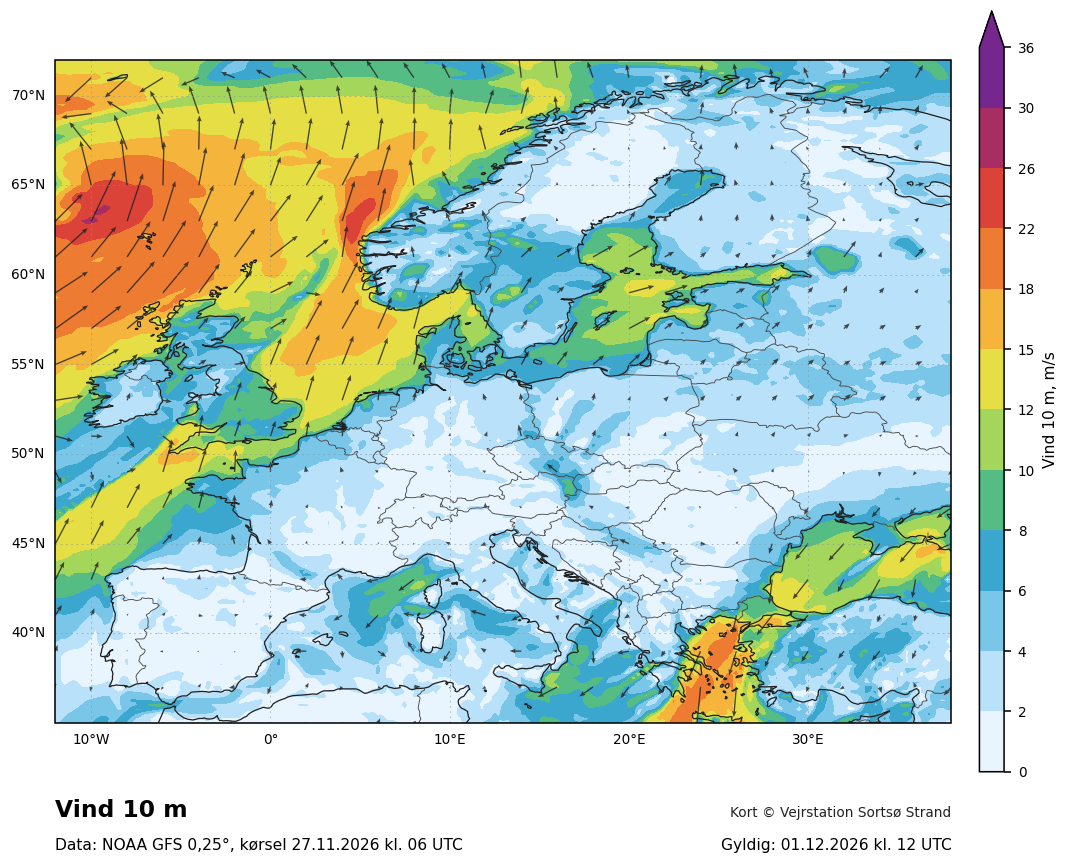 36
30
26
22
18
15
12
10
8
6
4
2
0
Vind 10 m, m/s
70°N
65°N
60°N
55°N
50°N
45°N
40°N
10°W
0°
10°E
20°E
30°E
Vind 10 m
Kort © Vejrstation Sortsø Strand
Data: NOAA GFS 0,25°, kørsel 27.11.2026 kl. 06 UTC
Gyldig: 01.12.2026 kl. 12 UTC